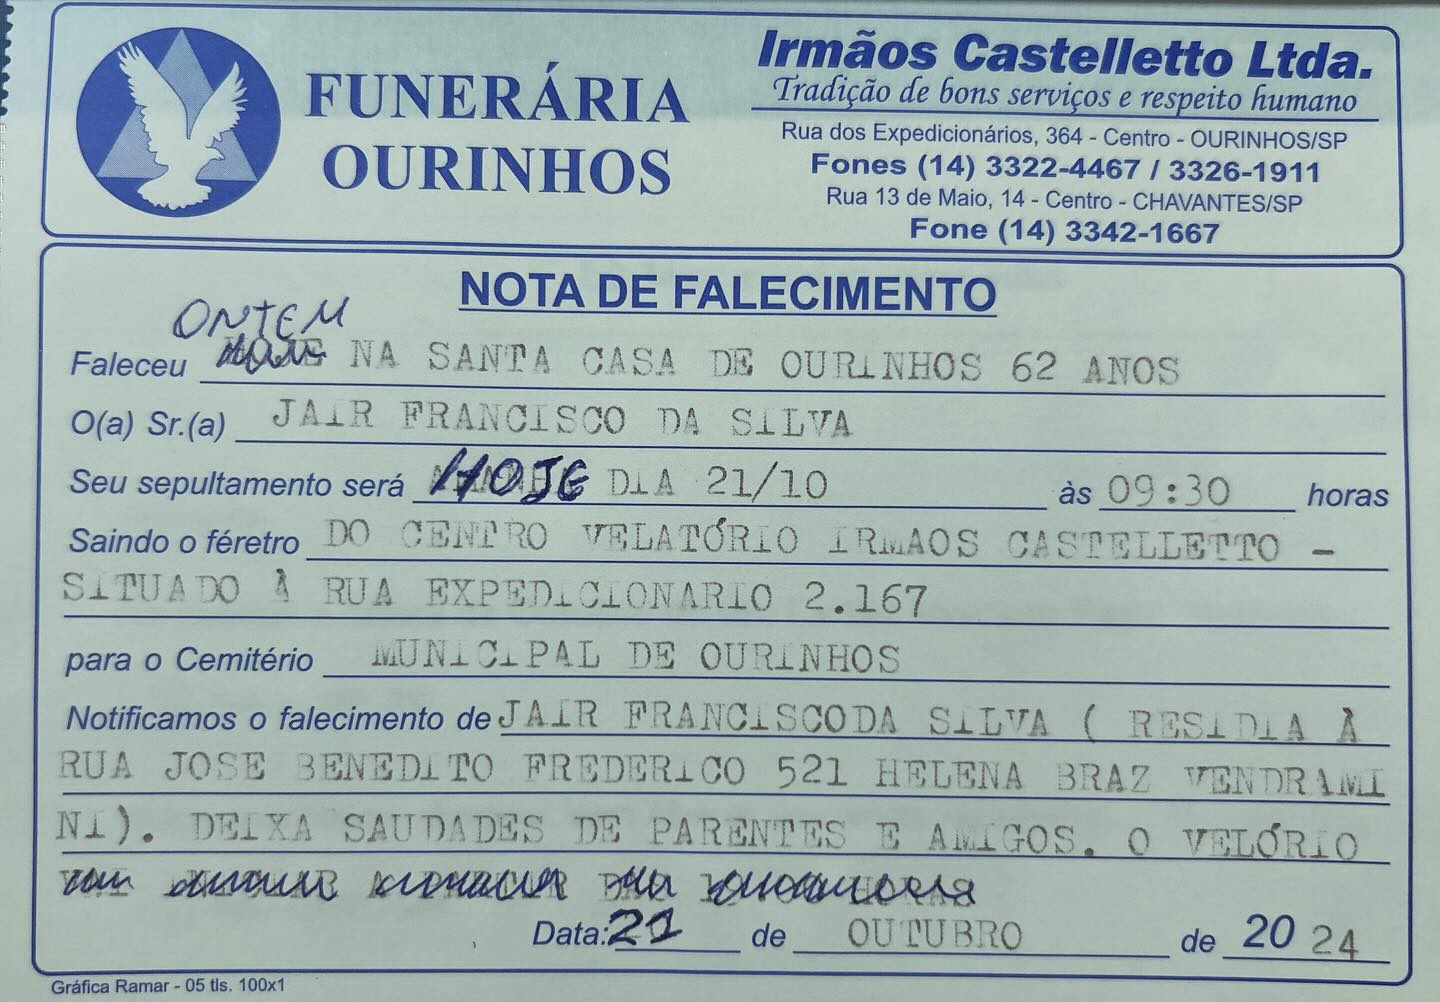 FUNERÁRIA
OURINHOS
Irmãos Castelletto Ltda.
Tradição de bons serviços e respeito humano
Rua dos Expedicionários, 364 - Centro - OURINHOS/SP
Fones (14) 3322-4467 / 3326-1911
Rua 13 de Maio, 14 - Centro - CHAVANTES/SP
Fone (14) 3342-1667
NOTA DE FALECIMENTO
ONTEM
Faleceu NA SANTA CASA DE OURINHOS 62 ANOS
O(a) Sr.(a) JAIR FRANCISCO DA SILVA
Seu sepultamento será HOJE DIA 21/10 às 09:30 horas
Saindo o féretro DO CENTRO VELATÓRIO IRMAOS CASTELLETTO -
SITUADO À RUA EXPEDICIONARIO 2.167
para o Cemitério MUNICIPAL DE OURINHOS
Notificamos o falecimento de JAIR FRANCISCODA SILVA ( RESIDIA À
RUA JOSE BENEDITO FREDERICO 521 HELENA BRAZ VENDRAMI
NI). DEIXA SAUDADES DE PARENTES E AMIGOS. O VELÓRIO
Data: 21 de OUTUBRO de 2024
Gráfica Ramar - 05 tls. 100x1